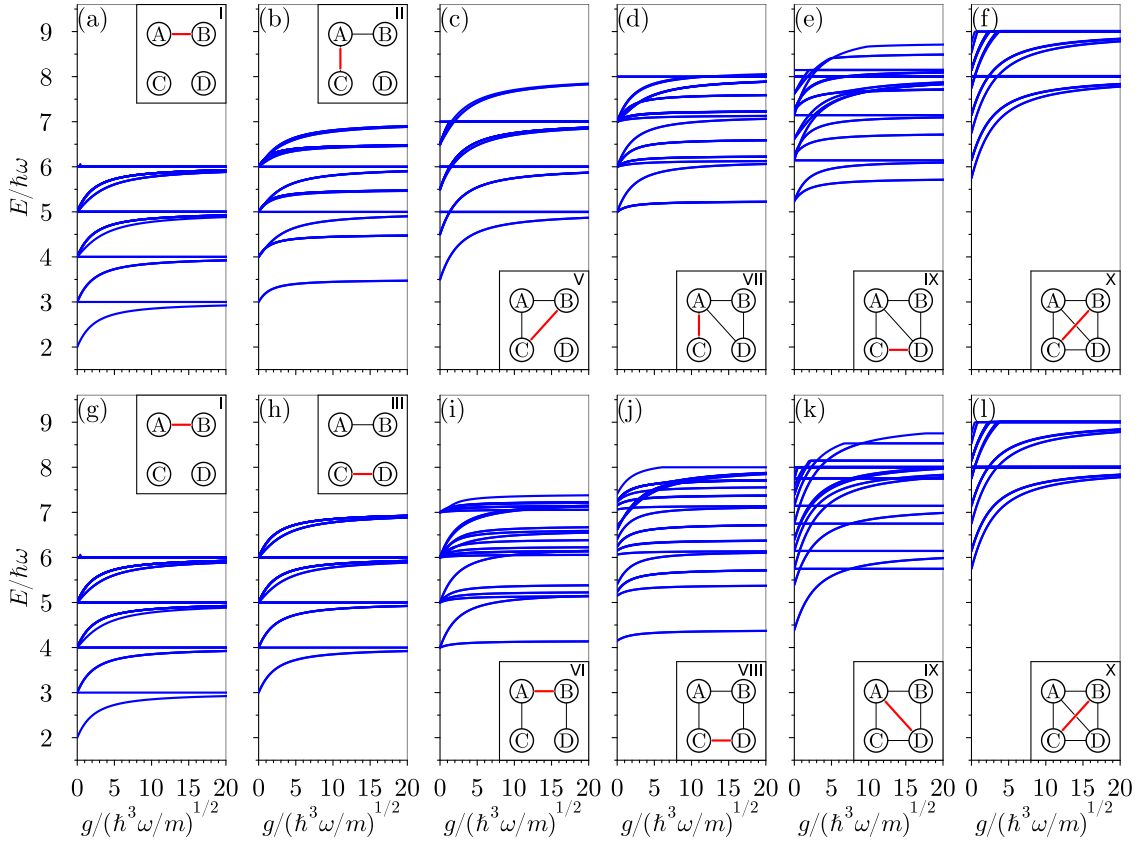 (a) I (b) II (c) (d) (e) (f)
A B A B
C D C D
9
8
7
6
5
4
3
2
E/ħω
V VII IX X
A B A B A B A B
C D C D C D C D
(g) I (h) III (i) (j) (k) (l)
A B A B
C D C D
9
8
7
6
5
4
3
2
E/ħω
VI VIII IX X
A B A B A B A B
C D C D C D C D
0 5 10 15 20 0 5 10 15 20 0 5 10 15 20 0 5 10 15 20 0 5 10 15 20 0 5 10 15 20
g/(ħ³ω/m)^{1/2} g/(ħ³ω/m)^{1/2} g/(ħ³ω/m)^{1/2} g/(ħ³ω/m)^{1/2} g/(ħ³ω/m)^{1/2} g/(ħ³ω/m)^{1/2}